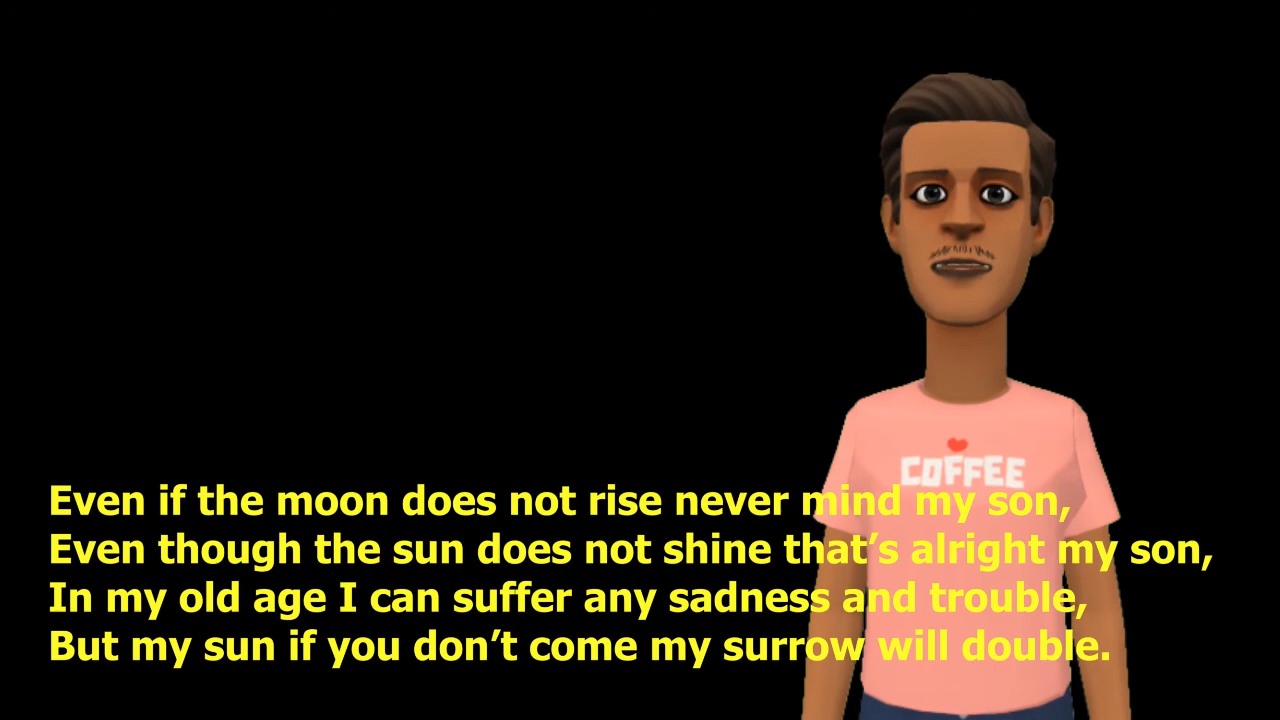 COFFEE
Even if the moon does not rise never mind my son,
Even though the sun does not shine that’s alright my son,
In my old age I can suffer any sadness and trouble,
But my sun if you don’t come my surrow will double.